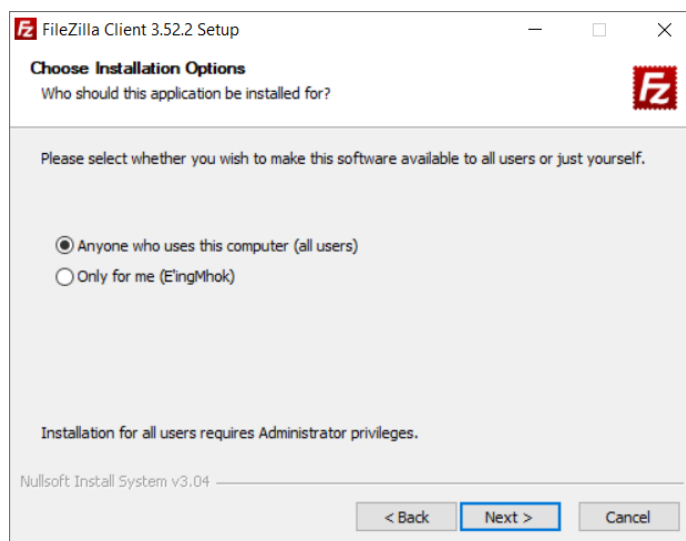 Fz FileZilla Client 3.52.2 Setup
Choose Installation Options
Who should this application be installed for?
Fz
Please select whether you wish to make this software available to all users or just yourself.
Anyone who uses this computer (all users)
Only for me (E'ingMhok)
Installation for all users requires Administrator privileges.
Nullsoft Install System v3.04
< Back Next > Cancel